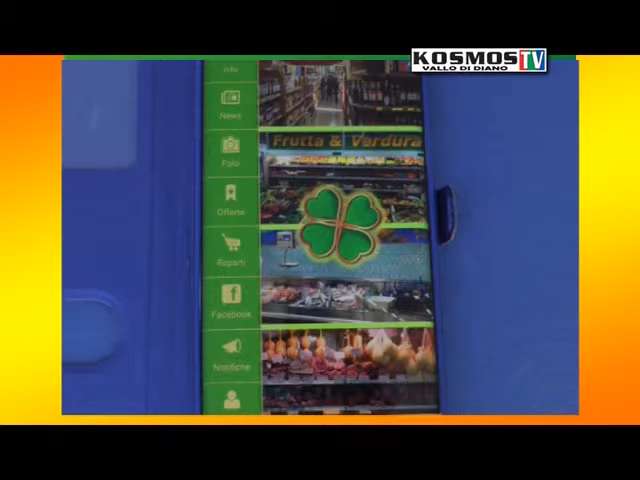 KOSMOS TV
VALLO DI DIANO
Info
News
Frutta & Verdura
Foto
Offerte
Reparti
Facebook
Notifiche